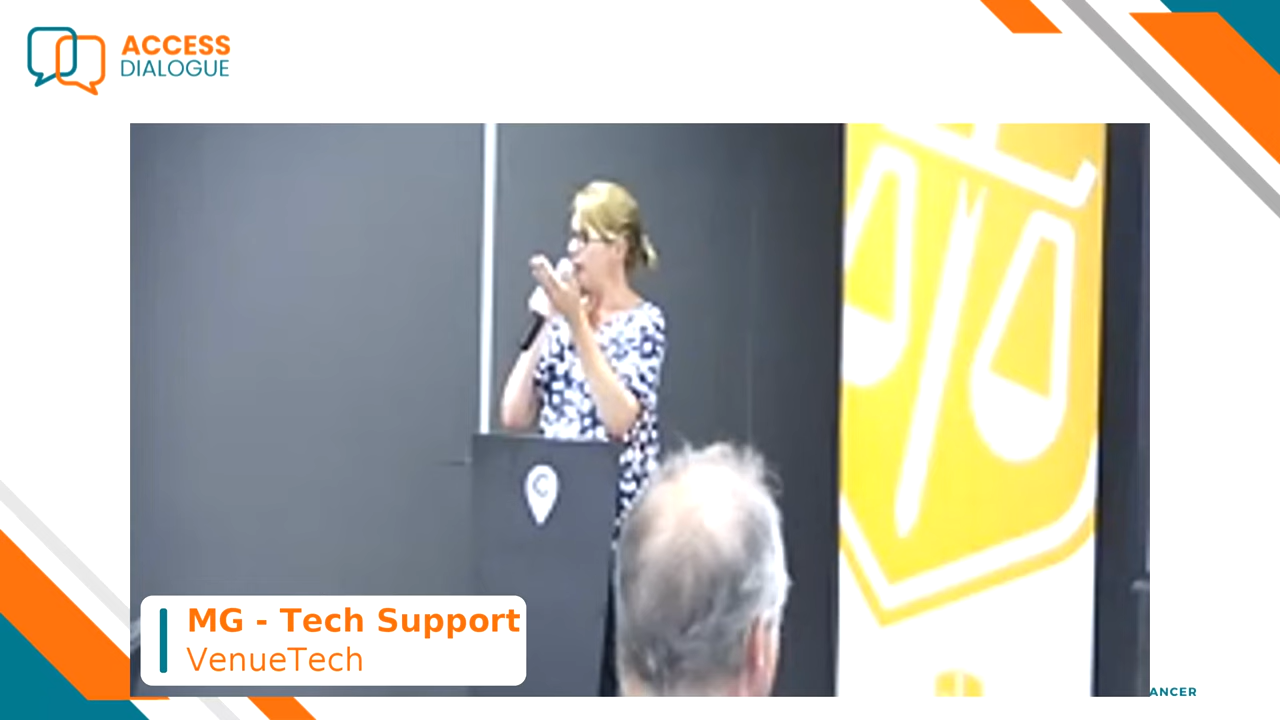 ACCESS
DIALOGUE
C
MG - Tech Support
VenueTech
ANCER